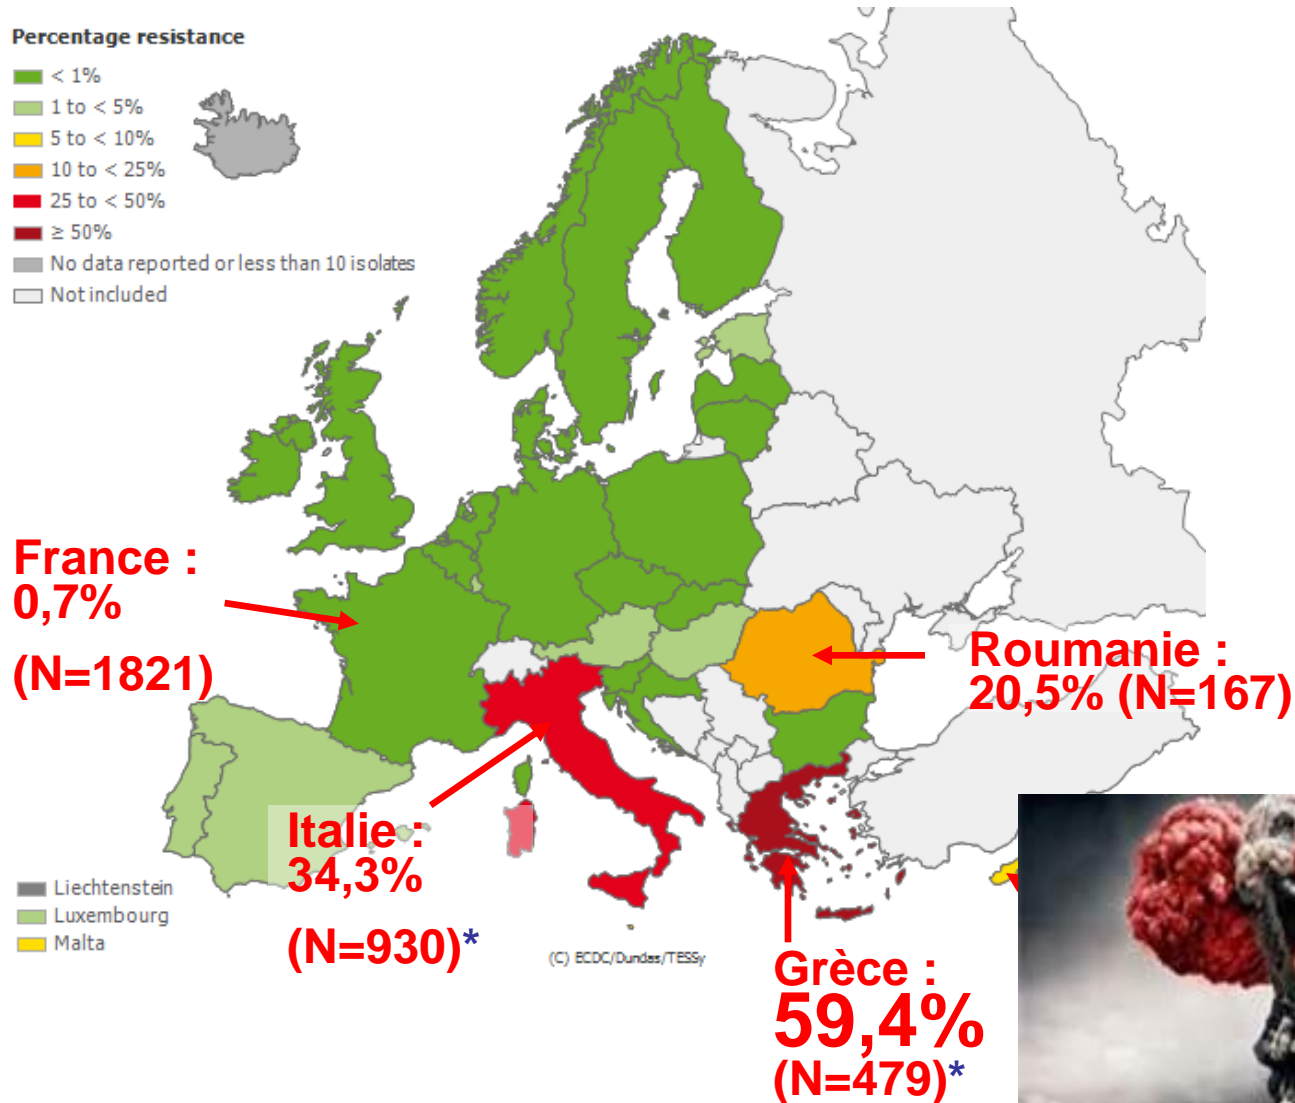 Percentage resistance
< 1%
1 to < 5%
5 to < 10%
10 to < 25%
25 to < 50%
≥ 50%
No data reported or less than 10 isolates
Not included
France :
0,7%
(N=1821)
Roumanie :
20,5% (N=167)
Italie :
34,3%
(N=930)*
Liechtenstein
Luxembourg
Malta
(C) ECDC/Dundas/TESSy
Grèce :
59,4%
(N=479)*